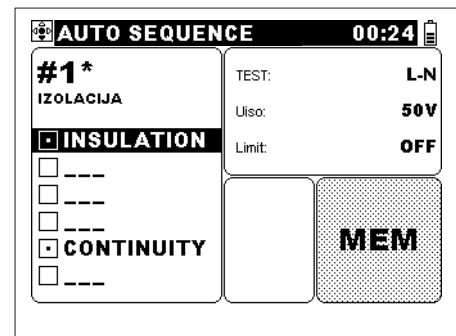 AUTO SEQUENCE 00:24
#1*
IZOLACIJA
INSULATION
___
___
___
CONTINUITY
___
TEST: L-N
Uiso: 50V
Limit: OFF
MEM